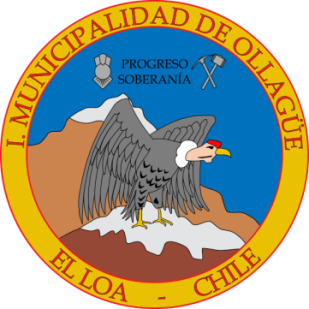 I. MUNICIPALIDAD DE OLLAGÜE
PROGRESO
SOBERANÍA
EL LOA - CHILE